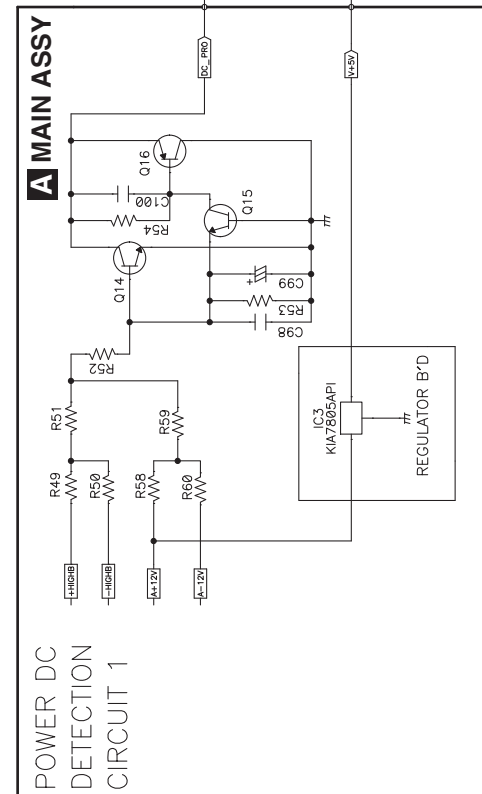 A MAIN ASSY
POWER DC
DETECTION
CIRCUIT 1
+HIGHB
-HIGHB
A+12V
A-12V
R49
R50
R58
R60
R51
R59
R52
Q14
R54
C100
Q16
Q15
C99
+
R53
C98
DC_PRO
V+5V
IC3
KIA7805API
REGULATOR B'D